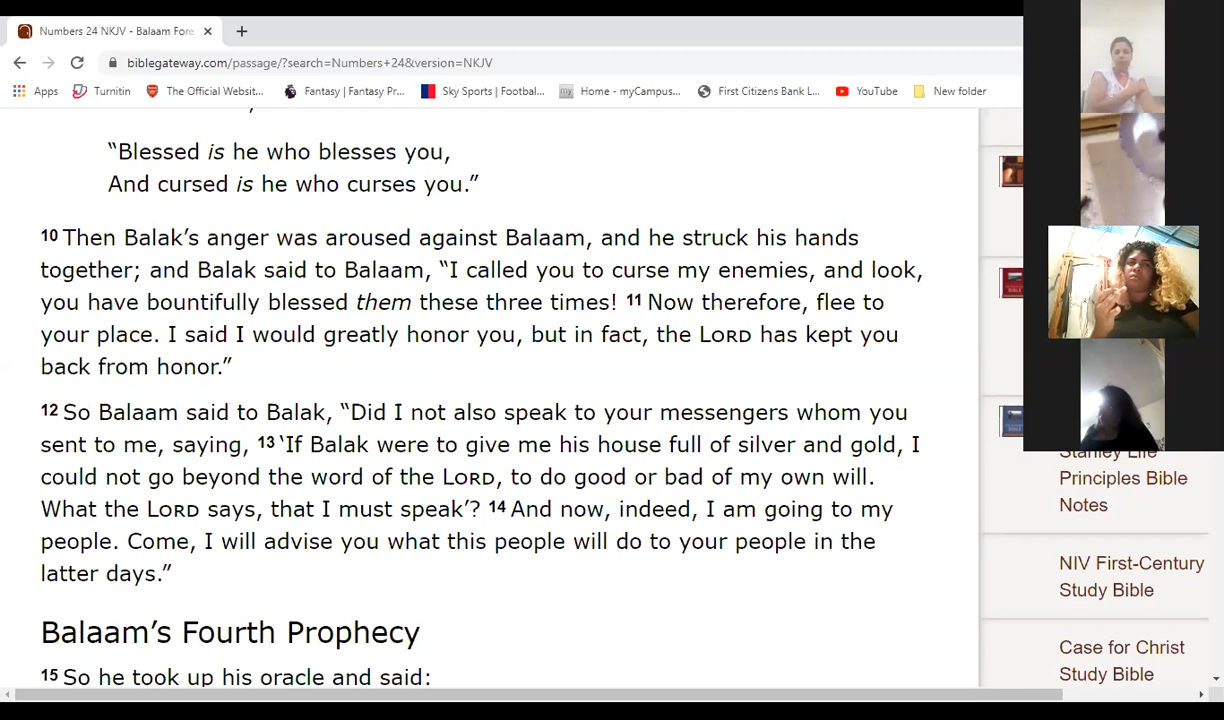 Numbers 24 NKJV - Balaam Fore
biblegateway.com/passage/?search=Numbers+24&version=NKJV
Apps Turnitin The Official Websit... Fantasy | Fantasy Pr... Sky Sports | Footbal... Home - myCampus... First Citizens Bank L... YouTube New folder
“Blessed is he who blesses you,
And cursed is he who curses you.”
10 Then Balak’s anger was aroused against Balaam, and he struck his hands
together; and Balak said to Balaam, “I called you to curse my enemies, and look,
you have bountifully blessed them these three times! 11 Now therefore, flee to
your place. I said I would greatly honor you, but in fact, the LORD has kept you
back from honor.”
12 So Balaam said to Balak, “Did I not also speak to your messengers whom you
sent to me, saying, 13 ‘If Balak were to give me his house full of silver and gold, I
could not go beyond the word of the LORD, to do good or bad of my own will.
What the LORD says, that I must speak’? 14 And now, indeed, I am going to my
people. Come, I will advise you what this people will do to your people in the
latter days.”
Balaam’s Fourth Prophecy
15 So he took up his oracle and said:
Stanley Life
Principles Bible
Notes
NIV First-Century
Study Bible
Case for Christ
Study Bible